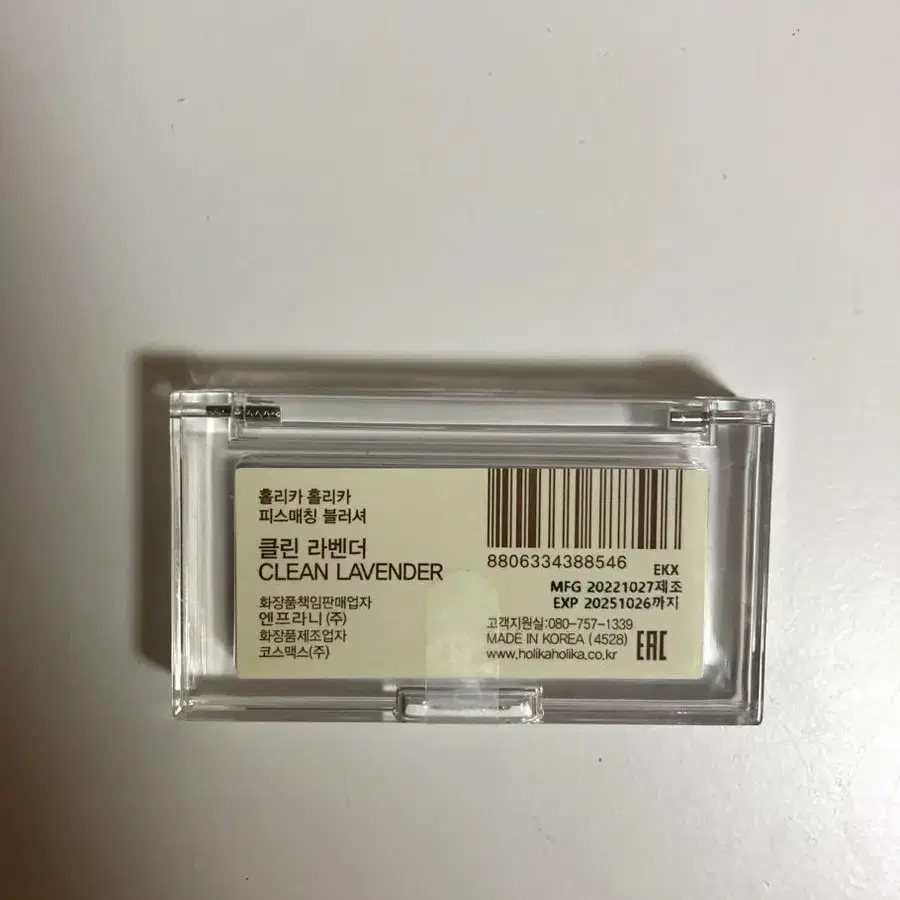 홀리카 홀리카
피스매칭 블러셔
클린 라벤더
CLEAN LAVENDER
화장품책임판매업자
엔프라니(주)
화장품제조업자
코스맥스(주)
8806334388546
EKX
MFG 20221027제조
EXP 20251026까지
고객지원실:080-757-1339
MADE IN KOREA (4528)
www.holikaholika.co.kr
EAC